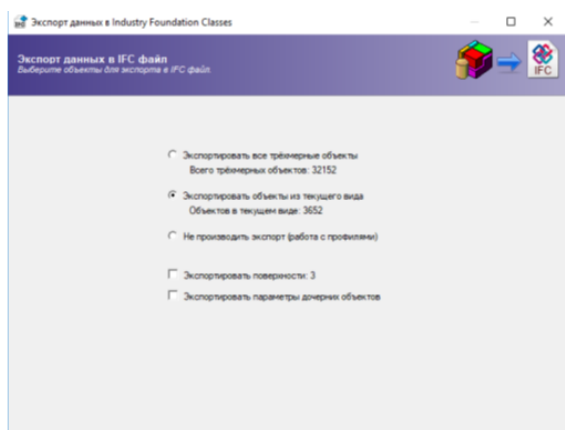 Экспорт данных в Industry Foundation Classes
Экспорт данных в IFC файл
Выберите объекты для экспорта в IFC файл.
IFC
Экспортировать все трёхмерные объекты
Всего трёхмерных объектов: 32152
Экспортировать объекты из текущего вида
Объектов в текущем виде: 3652
Не производить экспорт (работа с профилями)
Экспортировать поверхности: 3
Экспортировать параметры дочерних объектов